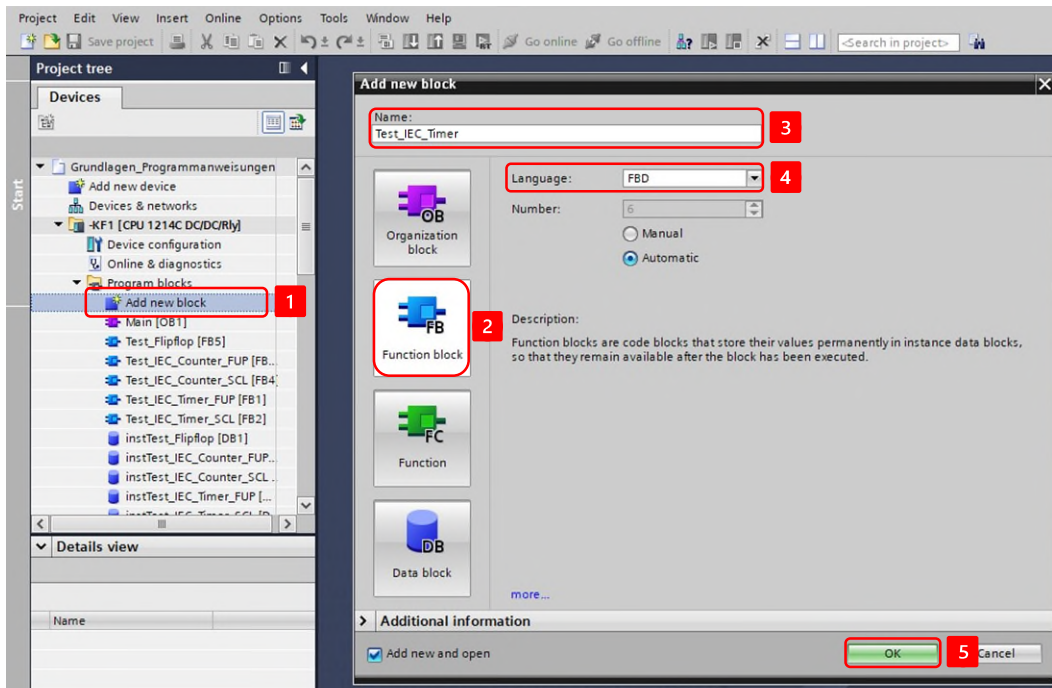 Project Edit View Insert Online Options Tools Window Help
Save project Go online Go offline <Search in project>
Project tree
Devices
Start
Grundlagen_Programmanweisungen
Add new device
Devices & networks
-KF1 [CPU 1214C DC/DC/Rly]
Device configuration
Online & diagnostics
Program blocks
Add new block 1
Main [OB1]
Test_Flipflop [FB5]
Test_IEC_Counter_FUP [FB...
Test_IEC_Counter_SCL [FB4]
Test_IEC_Timer_FUP [FB1]
Test_IEC_Timer_SCL [FB2]
instTest_Flipflop [DB1]
instTest_IEC_Counter_FUP...
instTest_IEC_Counter_SCL ...
instTest_IEC_Timer_FUP [...
Details view
Name
Add new block
Name:
Test_IEC_Timer 3
OB
Organization
block
FB
Function block 2
FC
Function
DB
Data block
Language: FBD 4
Number: 6
Manual
Automatic
Description:
Function blocks are code blocks that store their values permanently in instance data blocks,
so that they remain available after the block has been executed.
more...
Additional information
Add new and open OK 5 Cancel